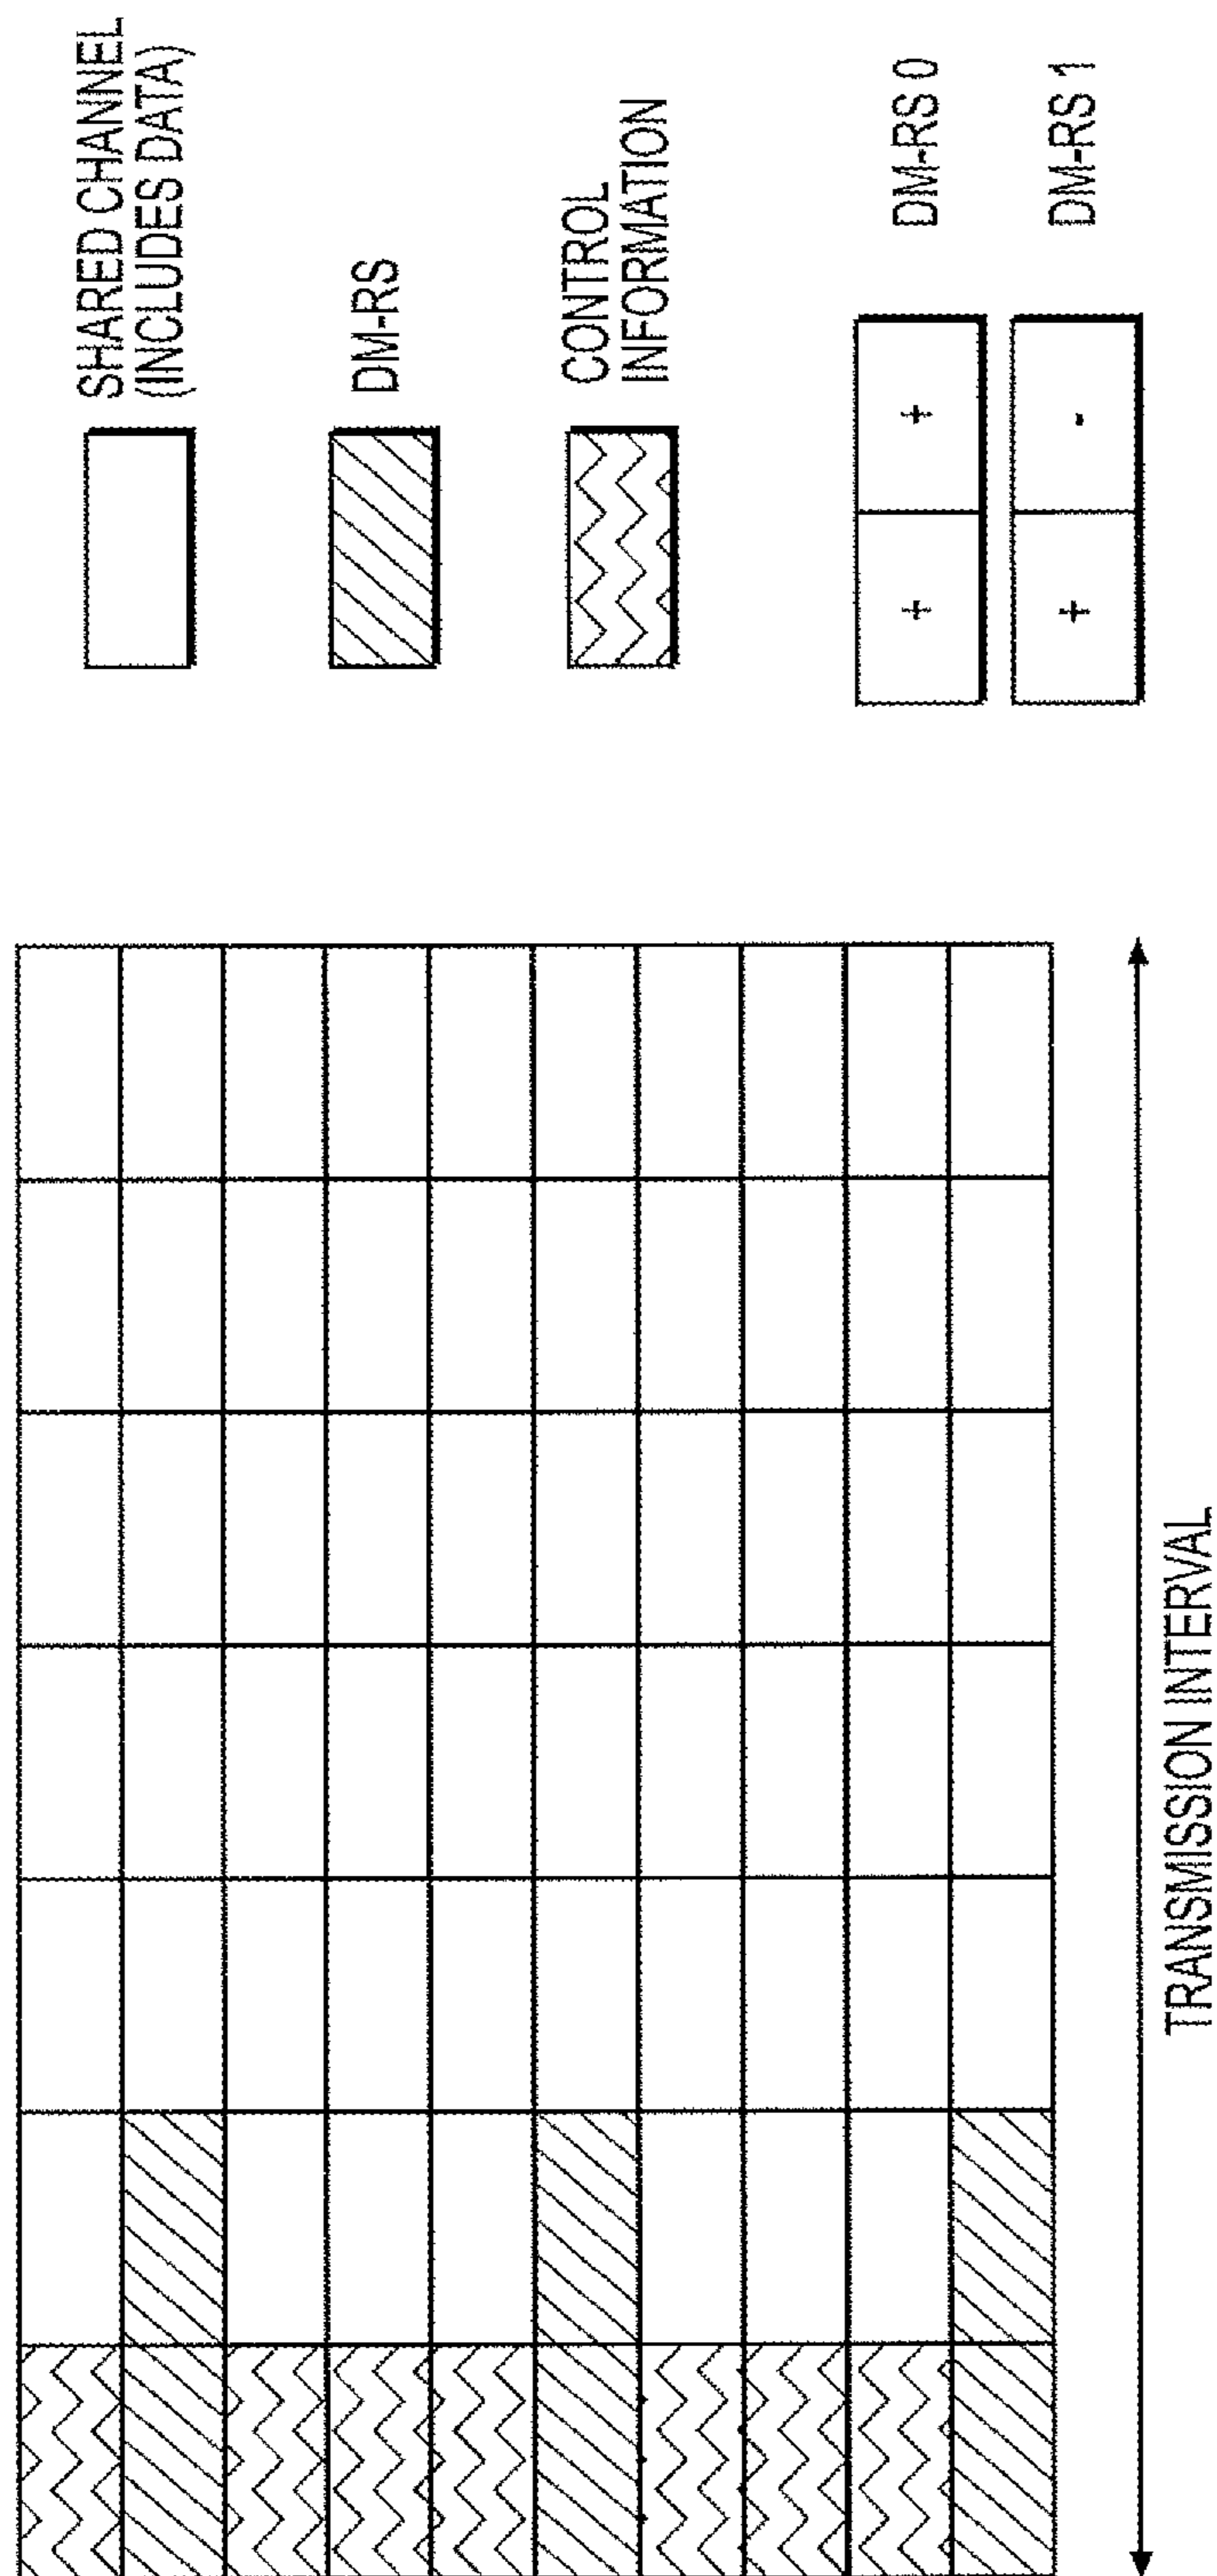 SHARED CHANNEL
(INCLUDES DATA)
DM-RS
CONTROL
INFORMATION
+ + DM-RS 0
+ - DM-RS 1
TRANSMISSION INTERVAL